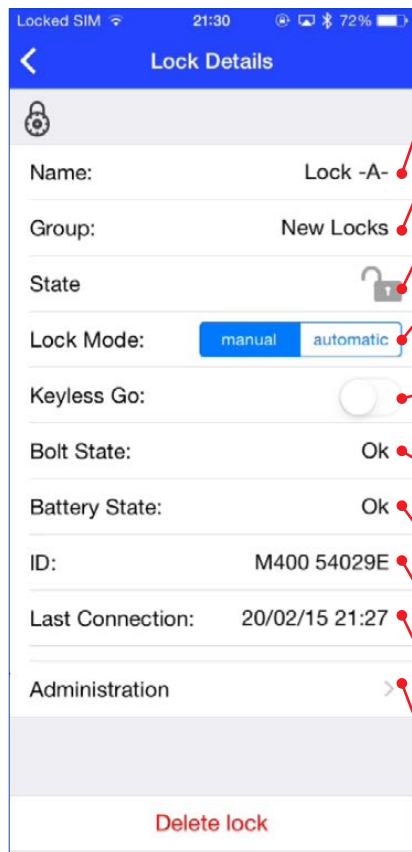 Locked SIM 21:30 72%
Lock Details
Name: Lock -A-
Group: New Locks
State
Lock Mode: manual automatic
Keyless Go:
Bolt State: Ok
Battery State: Ok
ID: M400 54029E
Last Connection: 20/02/15 21:27
Administration
Delete lock